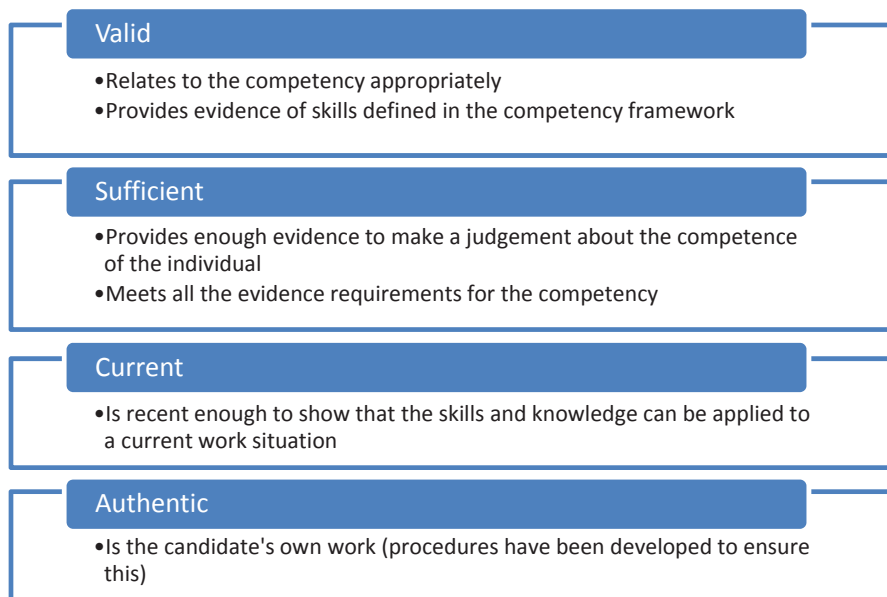 Valid
•Relates to the competency appropriately
•Provides evidence of skills defined in the competency framework
Sufficient
•Provides enough evidence to make a judgement about the competence
of the individual
•Meets all the evidence requirements for the competency
Current
•Is recent enough to show that the skills and knowledge can be applied to
a current work situation
Authentic
•Is the candidate's own work (procedures have been developed to ensure
this)